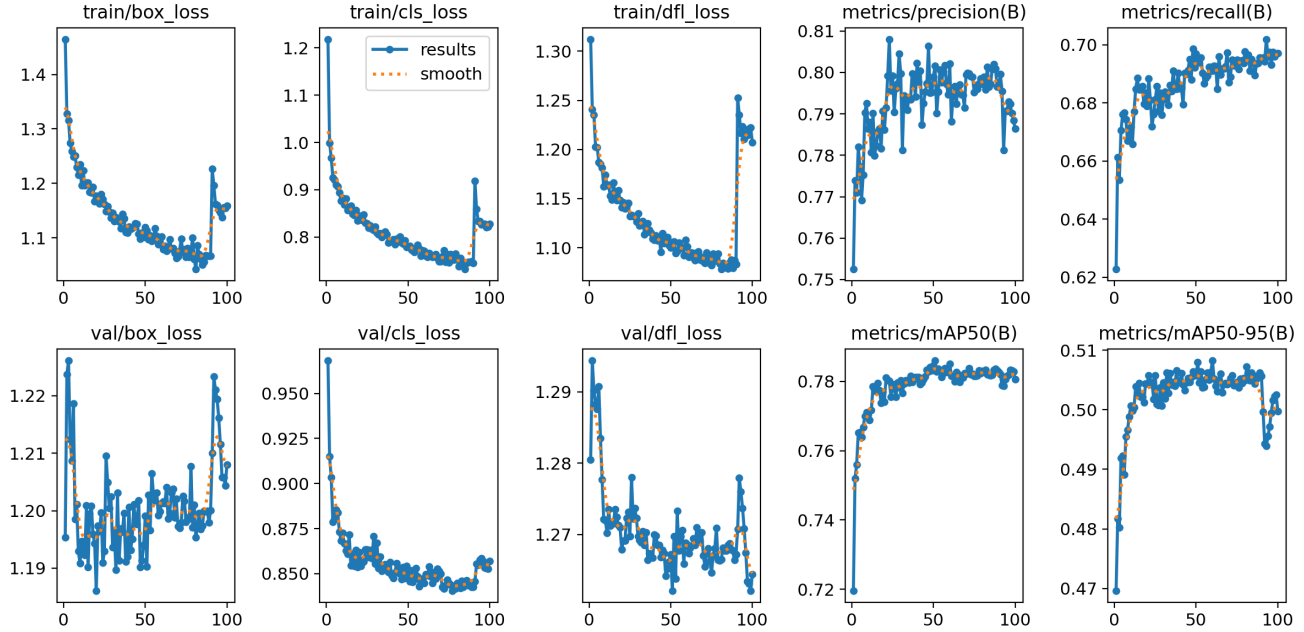 train/box_loss
train/cls_loss
train/dfl_loss
metrics/precision(B)
metrics/recall(B)
1.4
1.3
1.2
1.1
0 50 100
1.2
1.1
1.0
0.9
0.8
results
smooth
0 50 100
1.30
1.25
1.20
1.15
1.10
0 50 100
0.81
0.80
0.79
0.78
0.77
0.76
0.75
0 50 100
0.70
0.68
0.66
0.64
0.62
0 50 100
val/box_loss
val/cls_loss
val/dfl_loss
metrics/mAP50(B)
metrics/mAP50-95(B)
1.22
1.21
1.20
1.19
0 50 100
0.950
0.925
0.900
0.875
0.850
0 50 100
1.29
1.28
1.27
0 50 100
0.78
0.76
0.74
0.72
0 50 100
0.51
0.50
0.49
0.48
0.47
0 50 100